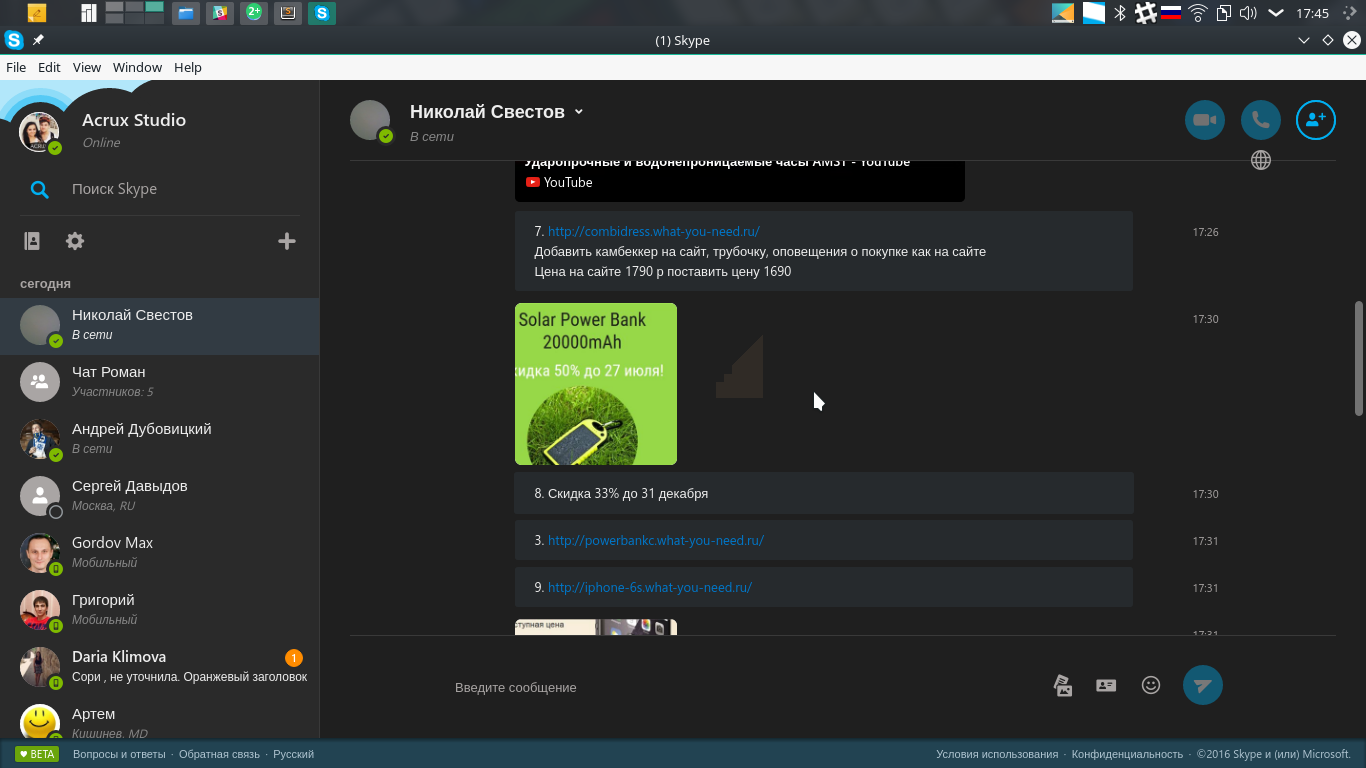 2+
17:45
(1) Skype
File Edit View Window Help
Acrux Studio
Online
Поиск Skype
сегодня
Николай Свестов
В сети
Чат Роман
Участников: 5
Андрей Дубовицкий
В сети
Сергей Давыдов
Москва, RU
Gordov Max
Мобильный
Григорий
Мобильный
Daria Klimova
1
Сори , не уточнила. Оранжевый заголовок
Артем
Кишинев, MD
Николай Свестов
В сети
Ударопрочные и водонепроницаемые часы AMST - YouTube
YouTube
7. http://combidress.what-you-need.ru/
17:26
Добавить камбеккер на сайт, трубочку, оповещения о покупке как на сайте
Цена на сайте 1790 р поставить цену 1690
Solar Power Bank
17:30
20000mAh
кидка 50% до 27 июля!
8. Скидка 33% до 31 декабря
17:30
3. http://powerbankc.what-you-need.ru/
17:31
9. http://iphone-6s.what-you-need.ru/
17:31
ступная цена
17:31
Введите сообщение
BETA Вопросы и ответы · Обратная связь · Русский
Условия использования · Конфиденциальность · ©2016 Skype и (или) Microsoft.